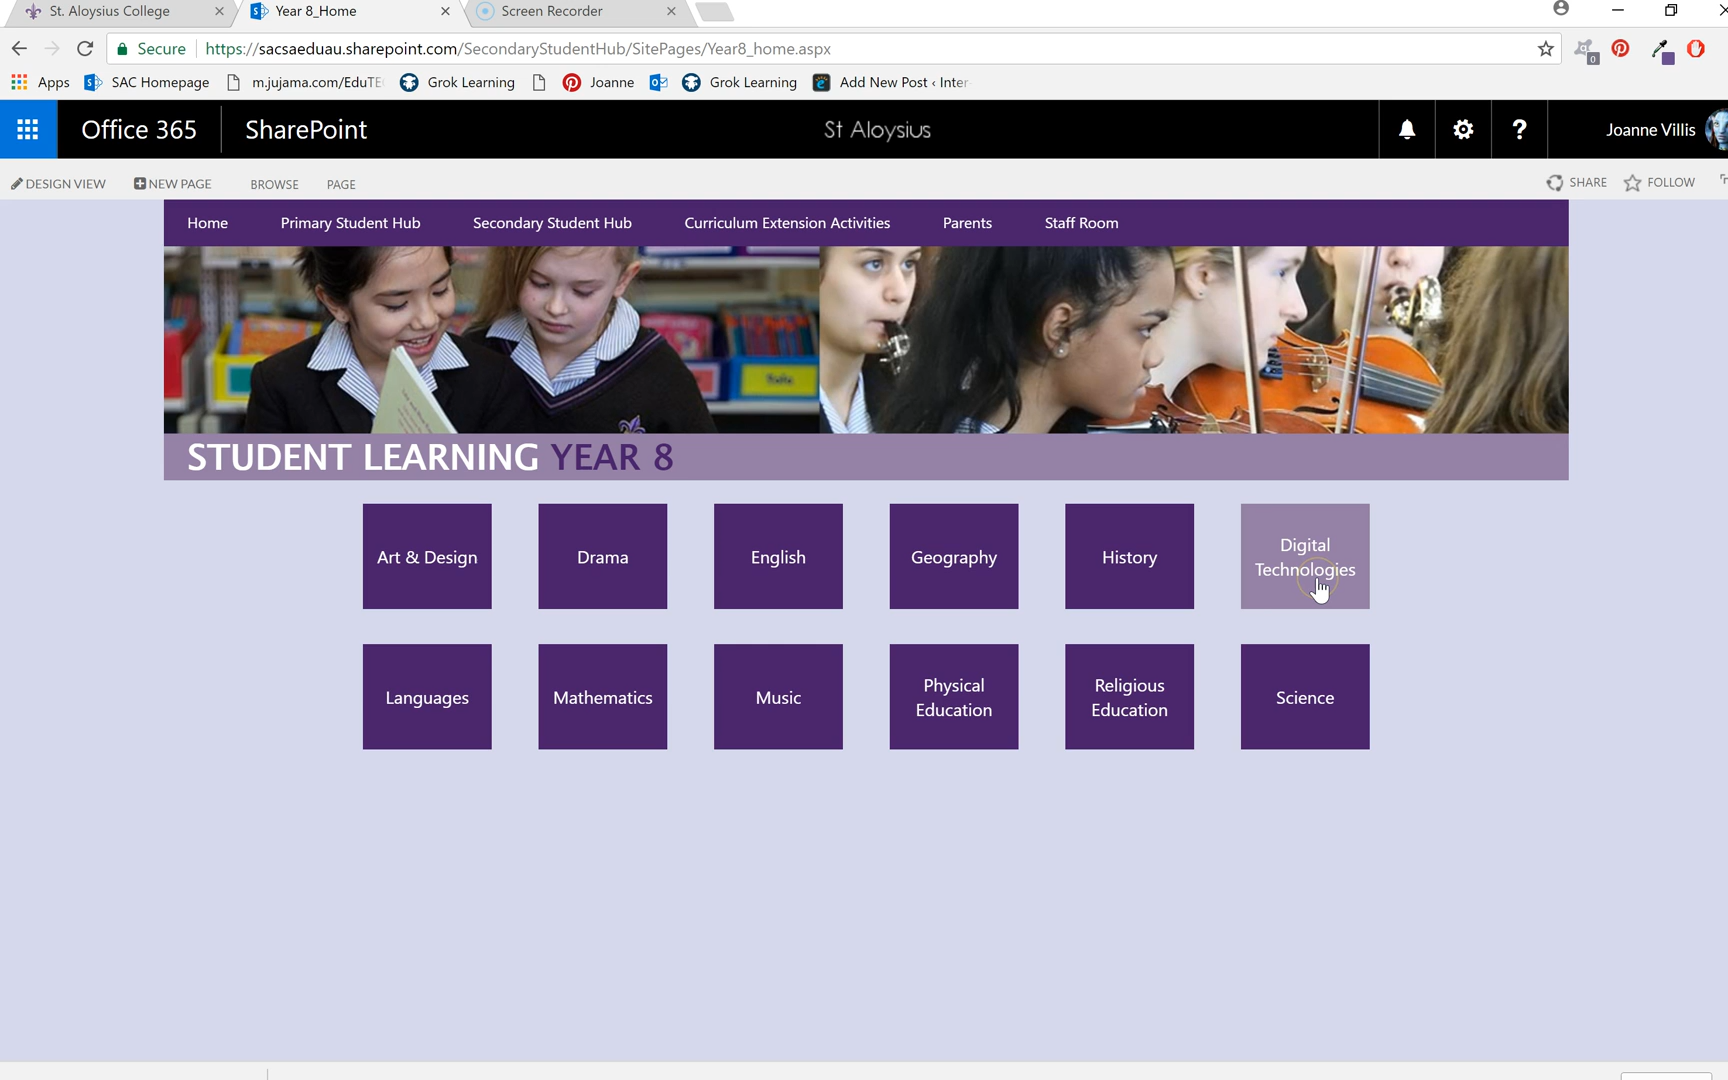 St. Aloysius College
Year 8_Home
Screen Recorder
Secure
https://sacsaeduau.sharepoint.com/SecondaryStudentHub/SitePages/Year8_home.aspx
0
Apps
SAC Homepage
m.jujama.com/EduTE
Grok Learning
Joanne
Grok Learning
Add New Post ‹ Inter
Office 365
SharePoint
St Aloysius
?
Joanne Villis
DESIGN VIEW
NEW PAGE
BROWSE
PAGE
SHARE
FOLLOW
Home
Primary Student Hub
Secondary Student Hub
Curriculum Extension Activities
Parents
Staff Room
STUDENT LEARNING YEAR 8
Art & Design
Drama
English
Geography
History
Digital
Technologies
Languages
Mathematics
Music
Physical
Education
Religious
Education
Science